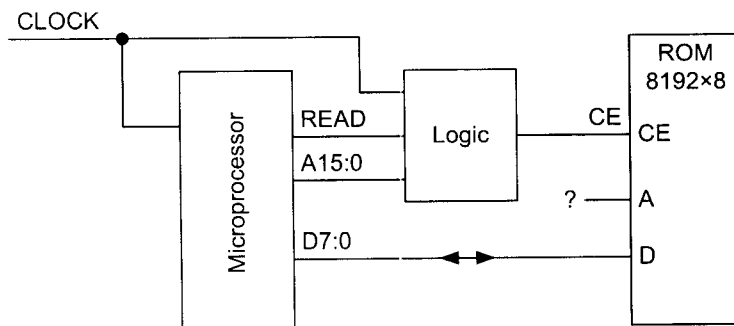 CLOCK
ROM
8192×8
Microprocessor
READ
Logic
CE
CE
A15:0
?
A
D7:0
D